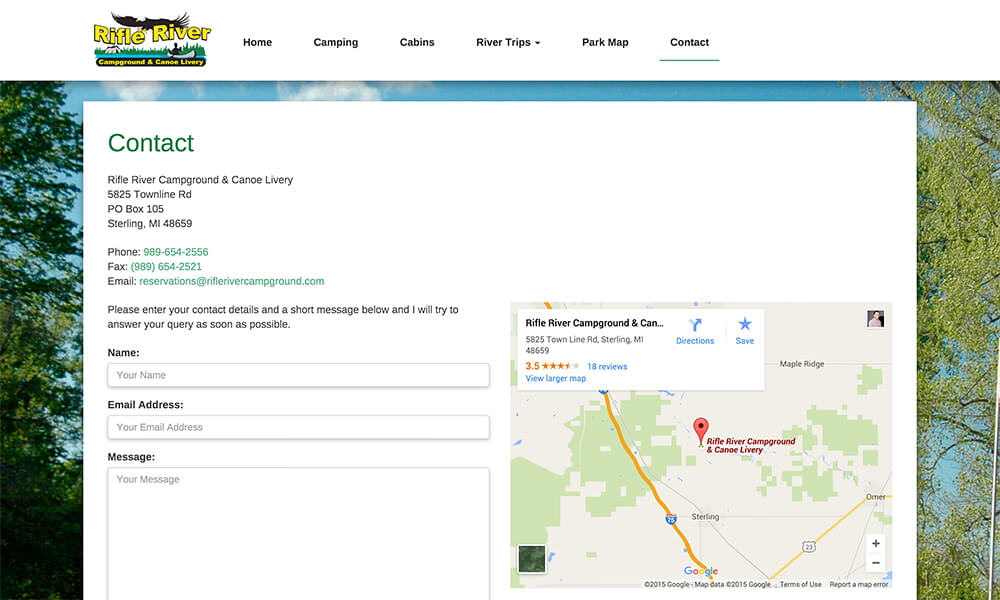 Rifle River
Campground & Canoe Livery
Home
Camping
Cabins
River Trips
Park Map
Contact
Contact
Rifle River Campground & Canoe Livery
5825 Townline Rd
PO Box 105
Sterling, MI 48659
Phone: 989-654-2556
Fax: (989) 654-2521
Email: reservations@riflerivercampground.com
Please enter your contact details and a short message below and I will try to
answer your query as soon as possible.
Name:
Your Name
Email Address:
Your Email Address
Message:
Your Message
Rifle River Campground & Can...
5825 Town Line Rd, Sterling, MI
48659
3.5 18 reviews
View larger map
Directions
Save
Maple Ridge
Rifle River Campground
& Canoe Livery
Omer
Sterling
75
23
+
−
Google
©2015 Google - Map data ©2015 Google
Terms of Use
Report a map error